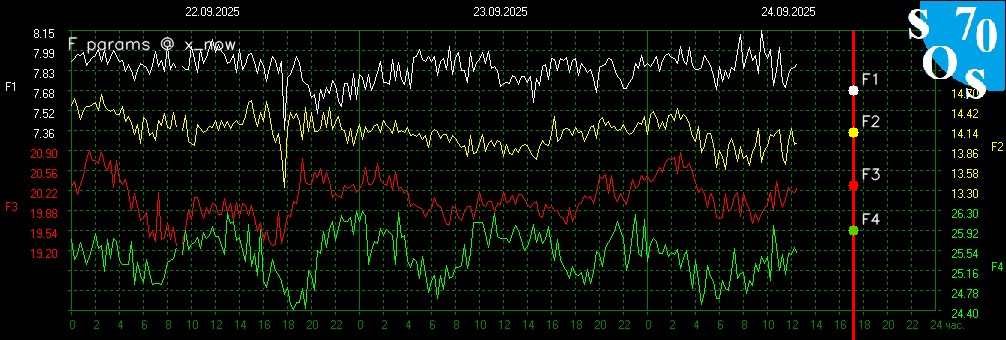 22.09.2025 23.09.2025 24.09.2025
SOS 70
F_params @ x_now
F1
8.15
7.99
7.83
7.68
7.52
7.36
F3
20.90
20.56
20.22
19.88
19.54
19.20
F1
F2
F3
F4
14.70
14.42
14.14
13.86
13.58
13.30
F2
26.30
25.92
25.54
25.16
24.78
24.40
F4
0 2 4 6 8 10 12 14 16 18 20 22 0 2 4 6 8 10 12 14 16 18 20 22 0 2 4 6 8 10 12 14 16 18 20 22 24 час.